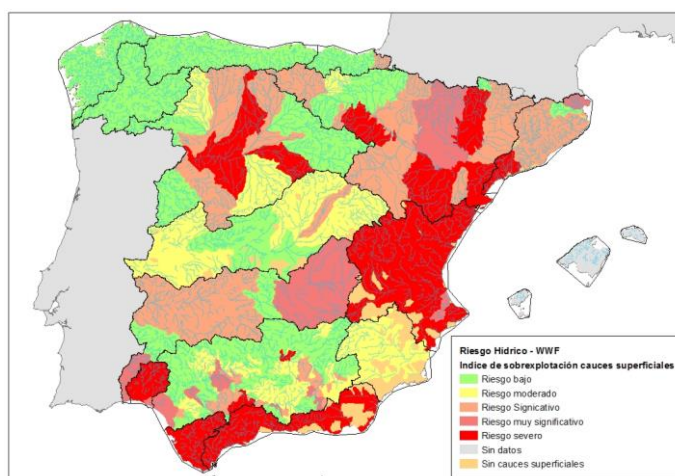 Riesgo Hídrico - WWF
Indice de sobrexplotación cauces superficiales
Riesgo bajo
Riesgo moderado
Riesgo Signicativo
Riesgo muy significativo
Riesgo severo
Sin datos
Sin cauces superficiales